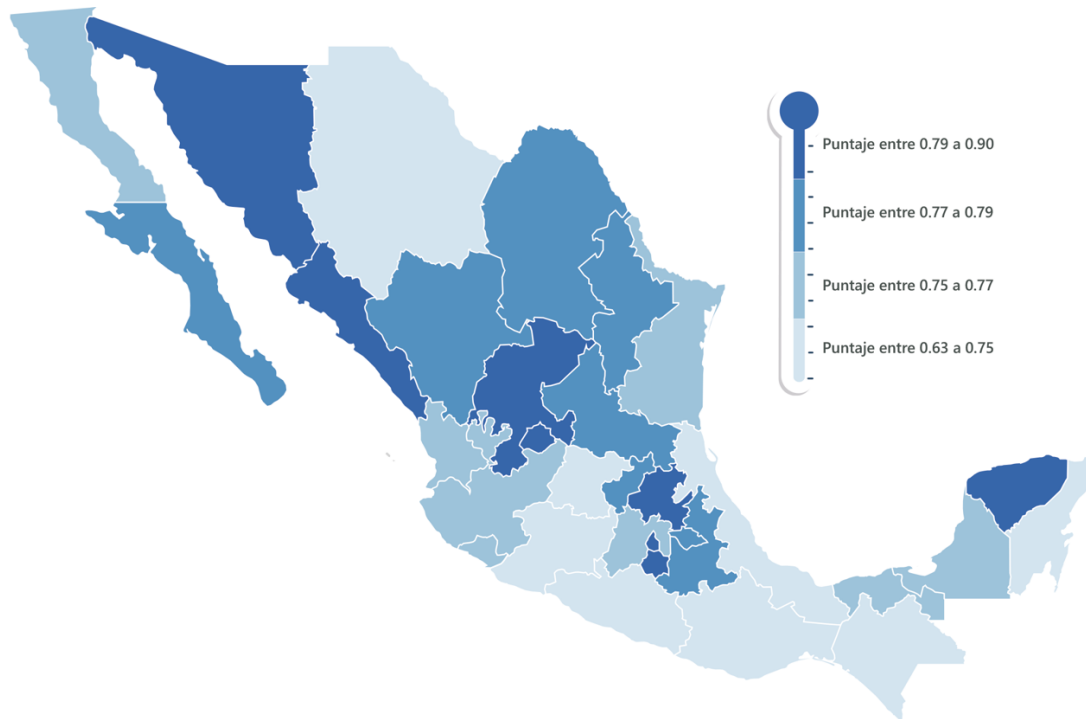 Puntaje entre 0.79 a 0.90
Puntaje entre 0.77 a 0.79
Puntaje entre 0.75 a 0.77
Puntaje entre 0.63 a 0.75